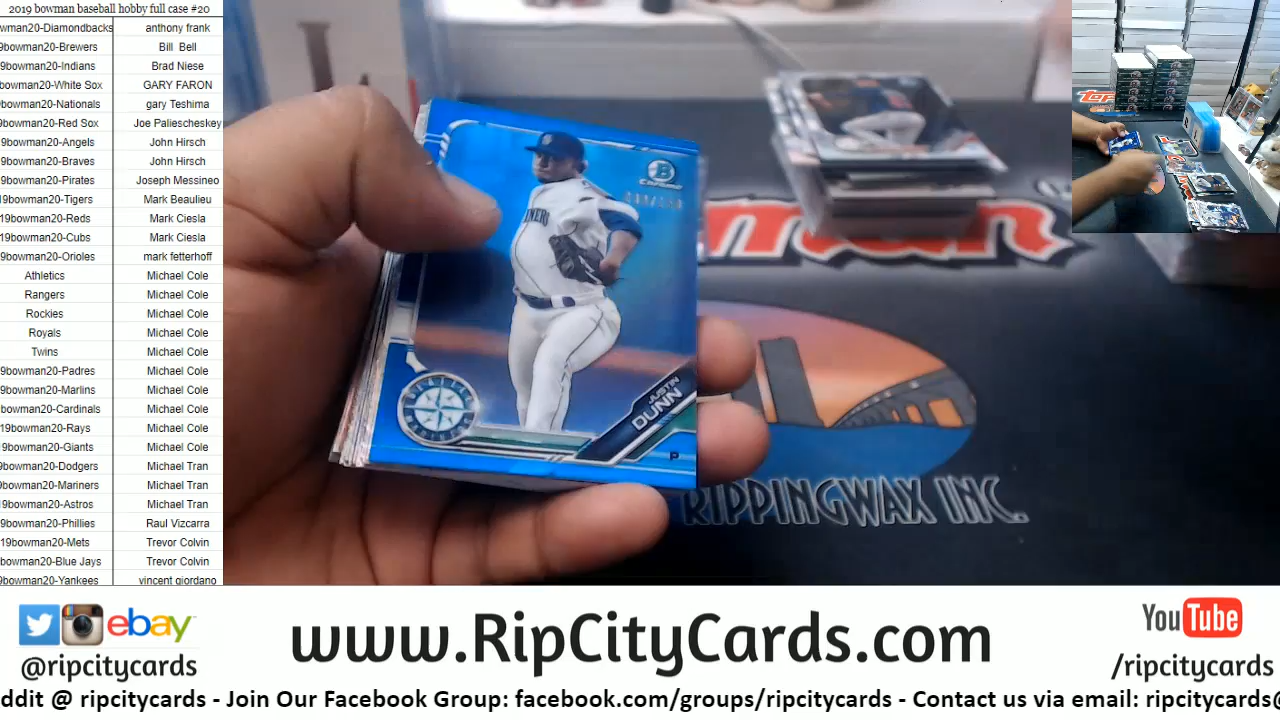 2019 bowman baseball hobby full case #20
wman20-Diamondbacks anthony frank
9bowman20-Brewers Bill Bell
9bowman20-Indians Brad Niese
bowman20-White Sox GARY FARON
bowman20-Nationals gary Teshima
9bowman20-Red Sox Joe Paliescheskey
9bowman20-Angels John Hirsch
9bowman20-Braves John Hirsch
9bowman20-Pirates Joseph Messineo
19bowman20-Tigers Mark Beaulieu
19bowman20-Reds Mark Ciesla
19bowman20-Cubs Mark Ciesla
9bowman20-Orioles mark fetterhoff
Athletics Michael Cole
Rangers Michael Cole
Rockies Michael Cole
Royals Michael Cole
Twins Michael Cole
9bowman20-Padres Michael Cole
9bowman20-Marlins Michael Cole
bowman20-Cardinals Michael Cole
19bowman20-Rays Michael Cole
9bowman20-Giants Michael Cole
9bowman20-Dodgers Michael Tran
9bowman20-Mariners Michael Tran
9bowman20-Astros Michael Tran
9bowman20-Phillies Raul Vizcarra
19bowman20-Mets Trevor Colvin
bowman20-Blue Jays Trevor Colvin
9bowman20-Yankees vincent giordano
B
Chrome
JUSTIN
DUNN
P
RIPPINGWAX INC.
ebay
@ripcitycards
www.RipCityCards.com
YouTube
/ripcitycards
ddit @ ripcitycards - Join Our Facebook Group: facebook.com/groups/ripcitycards - Contact us via email: ripcitycards@